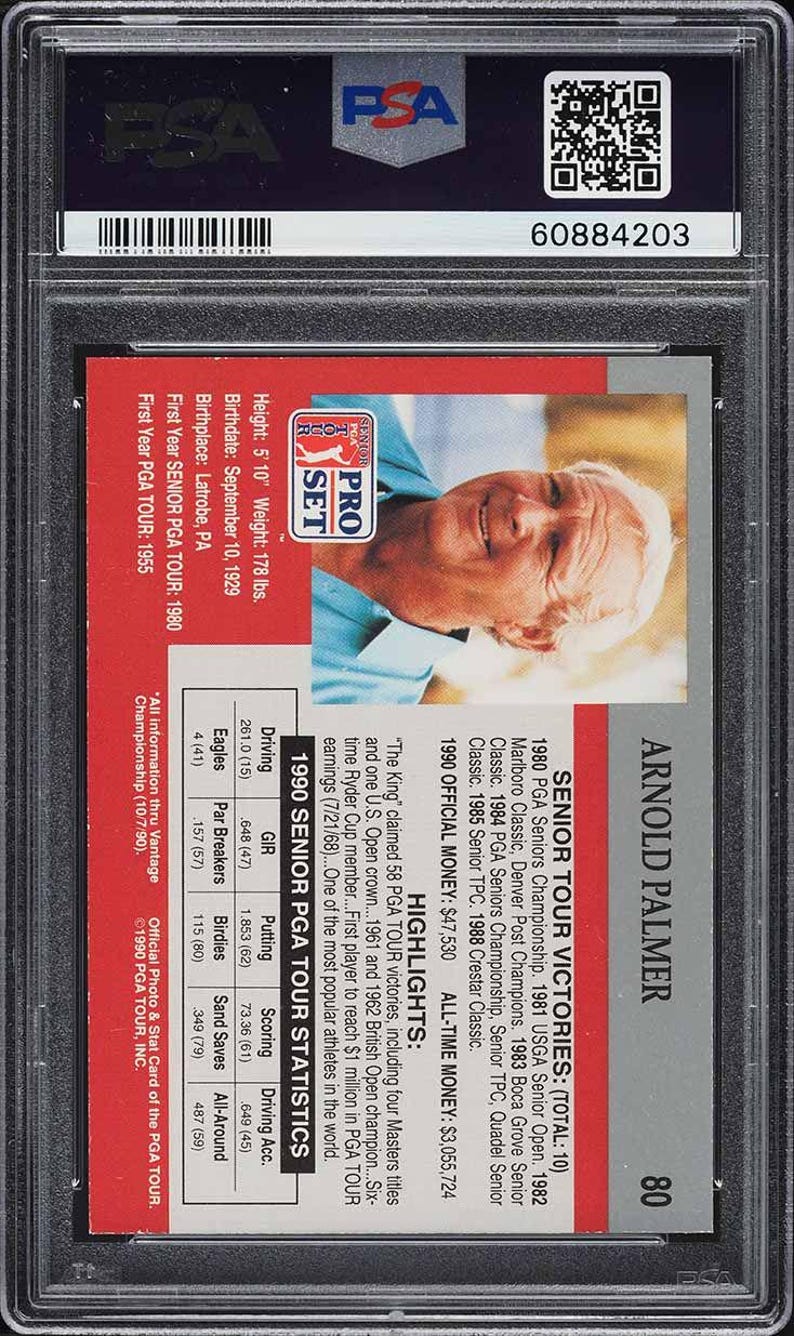 PSA
PSA
60884203
ARNOLD PALMER
80
SENIOR TOUR VICTORIES: (TOTAL: 10)
1980 PGA Seniors Championship. 1981 USGA Senior Open. 1982
Marlboro Classic, Denver Post Champions. 1983 Boca Grove Senior
Classic. 1984 PGA Seniors Championship, Senior TPC, Quadel Senior
Classic. 1985 Senior TPC. 1988 Crestar Classic.
1990 OFFICIAL MONEY: $47,530 ALL-TIME MONEY: $3,055,724
HIGHLIGHTS:
"The King" claimed 58 PGA TOUR victories, including four Masters titles
and one U.S. Open crown...1961 and 1962 British Open champion...Six-
time Ryder Cup member...First player to reach $1 million in PGA TOUR
earnings (7/21/68)...One of the most popular athletes in the world.
SENIOR
PGA
TOUR
PRO
SET
™
Height: 5' 10" Weight: 178 lbs.
Birthdate: September 10, 1929
Birthplace: Latrobe, PA
First Year SENIOR PGA TOUR: 1980
First Year PGA TOUR: 1955
1990 SENIOR PGA TOUR STATISTICS
Driving GIR Putting Scoring Driving Acc.
261.0 (15) .648 (47) 1.853 (62) 73.36 (61) .649 (45)
Eagles Par Breakers Birdies Sand Saves All-Around
4 (41) .157 (57) 115 (80) .349 (79) 487 (59)
*All information thru Vantage
Championship (10/7/90).
Official Photo & Stat Card of the PGA TOUR.
©1990 PGA TOUR, INC.
PSA